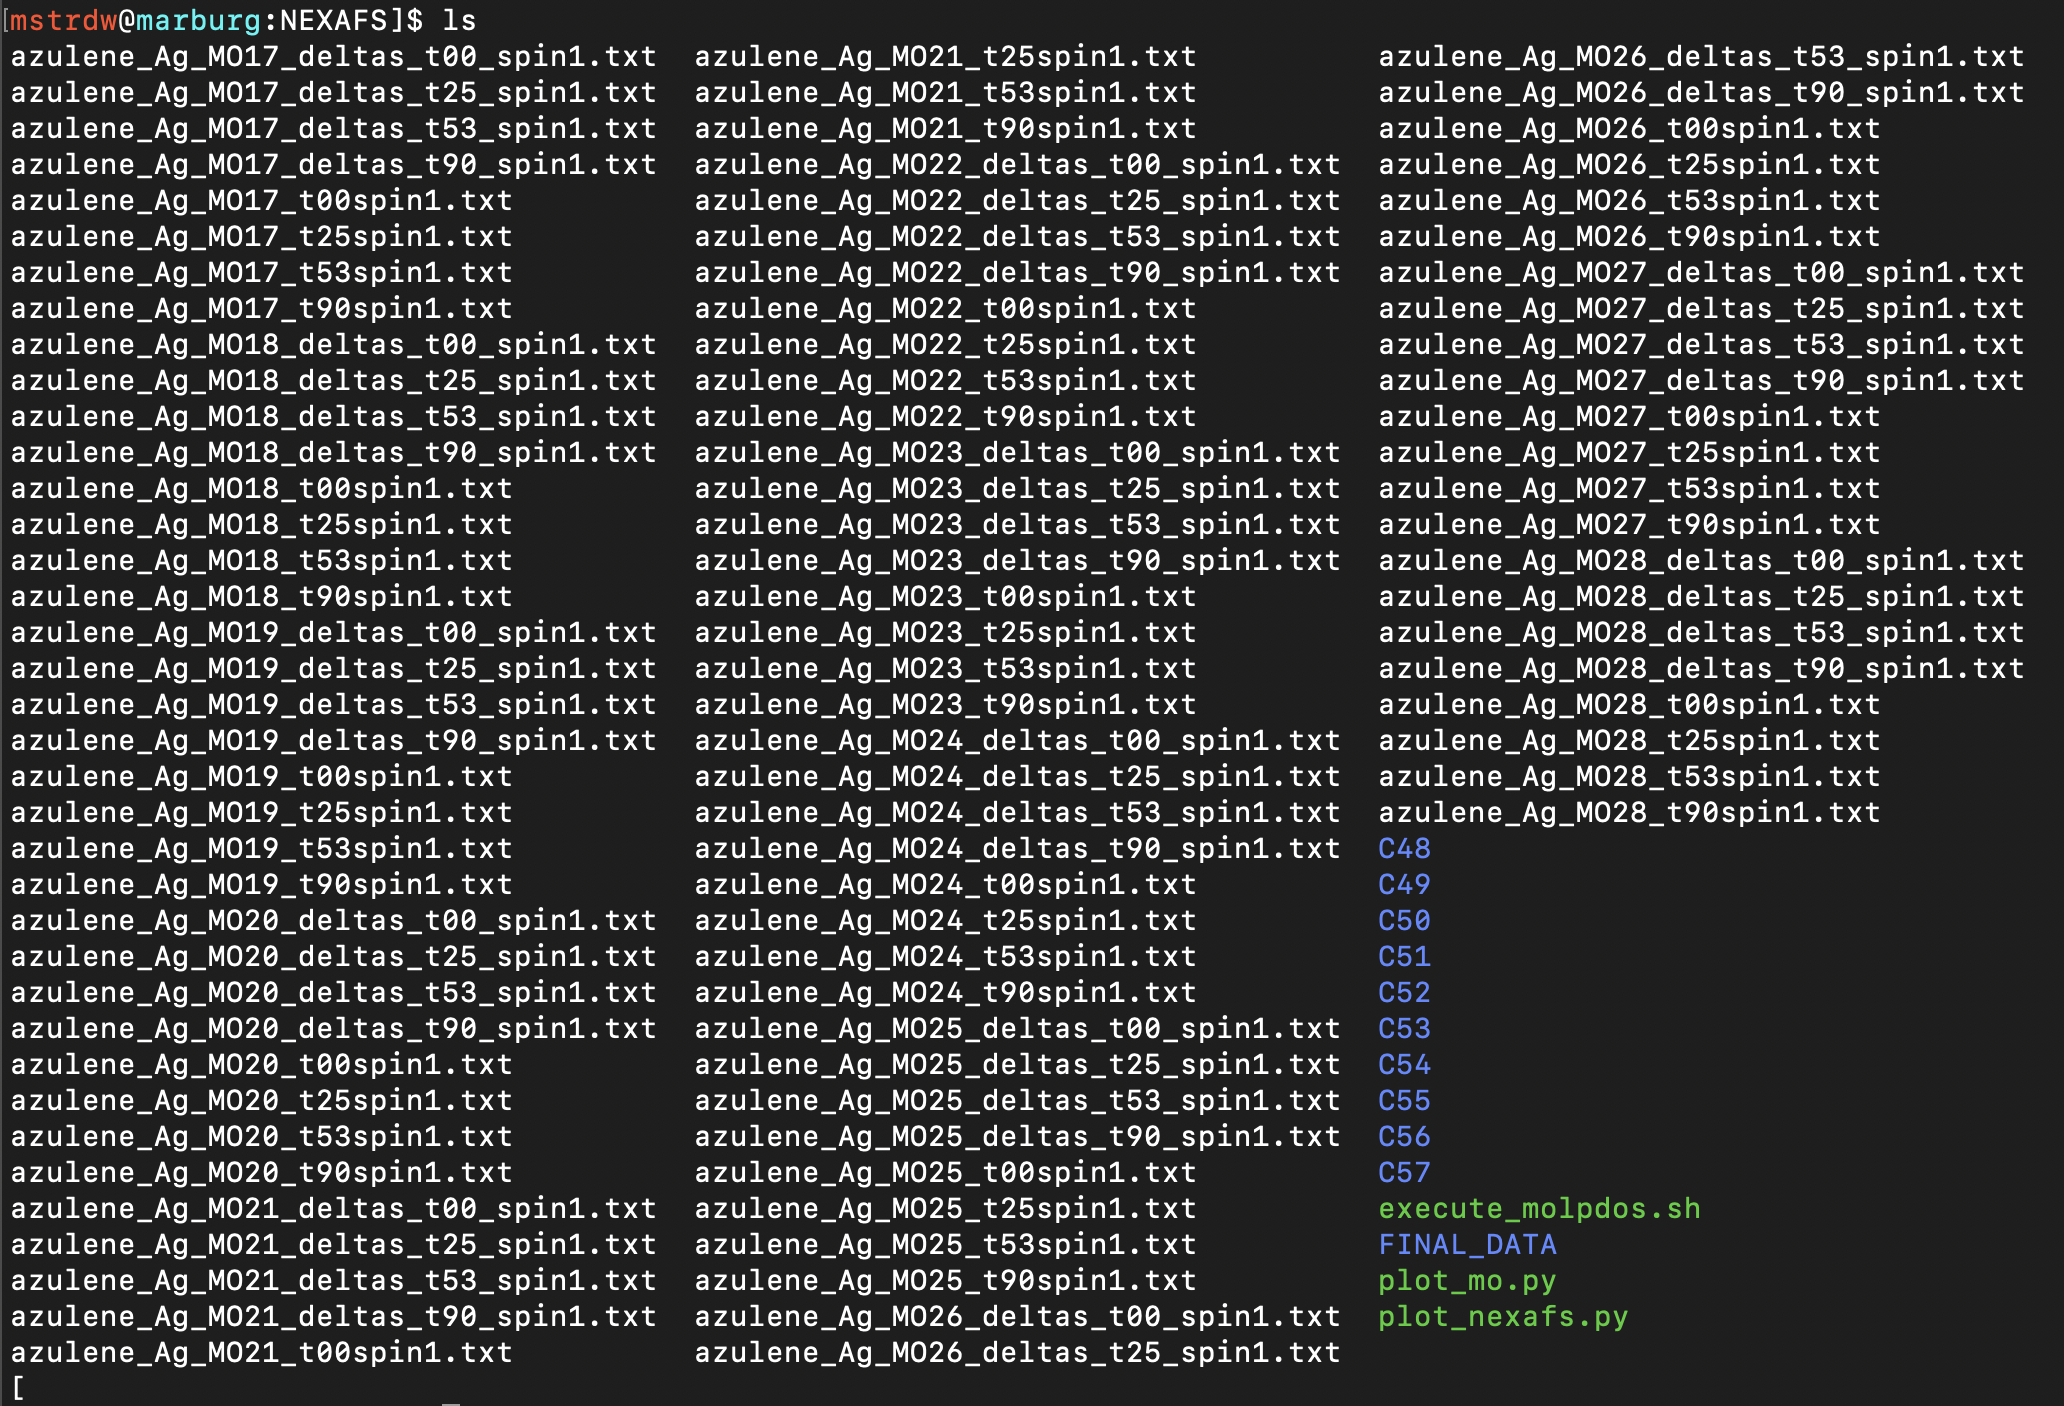 [mstrdw@marburg:NEXAFS]$ ls
azulene_Ag_MO17_deltas_t00_spin1.txt  azulene_Ag_MO21_t25spin1.txt          azulene_Ag_MO26_deltas_t53_spin1.txt
azulene_Ag_MO17_deltas_t25_spin1.txt  azulene_Ag_MO21_t53spin1.txt          azulene_Ag_MO26_deltas_t90_spin1.txt
azulene_Ag_MO17_deltas_t53_spin1.txt  azulene_Ag_MO21_t90spin1.txt          azulene_Ag_MO26_t00spin1.txt
azulene_Ag_MO17_deltas_t90_spin1.txt  azulene_Ag_MO22_deltas_t00_spin1.txt  azulene_Ag_MO26_t25spin1.txt
azulene_Ag_MO17_t00spin1.txt          azulene_Ag_MO22_deltas_t25_spin1.txt  azulene_Ag_MO26_t53spin1.txt
azulene_Ag_MO17_t25spin1.txt          azulene_Ag_MO22_deltas_t53_spin1.txt  azulene_Ag_MO26_t90spin1.txt
azulene_Ag_MO17_t53spin1.txt          azulene_Ag_MO22_deltas_t90_spin1.txt  azulene_Ag_MO27_deltas_t00_spin1.txt
azulene_Ag_MO17_t90spin1.txt          azulene_Ag_MO22_t00spin1.txt          azulene_Ag_MO27_deltas_t25_spin1.txt
azulene_Ag_MO18_deltas_t00_spin1.txt  azulene_Ag_MO22_t25spin1.txt          azulene_Ag_MO27_deltas_t53_spin1.txt
azulene_Ag_MO18_deltas_t25_spin1.txt  azulene_Ag_MO22_t53spin1.txt          azulene_Ag_MO27_deltas_t90_spin1.txt
azulene_Ag_MO18_deltas_t53_spin1.txt  azulene_Ag_MO22_t90spin1.txt          azulene_Ag_MO27_t00spin1.txt
azulene_Ag_MO18_deltas_t90_spin1.txt  azulene_Ag_MO23_deltas_t00_spin1.txt  azulene_Ag_MO27_t25spin1.txt
azulene_Ag_MO18_t00spin1.txt          azulene_Ag_MO23_deltas_t25_spin1.txt  azulene_Ag_MO27_t53spin1.txt
azulene_Ag_MO18_t25spin1.txt          azulene_Ag_MO23_deltas_t53_spin1.txt  azulene_Ag_MO27_t90spin1.txt
azulene_Ag_MO18_t53spin1.txt          azulene_Ag_MO23_deltas_t90_spin1.txt  azulene_Ag_MO28_deltas_t00_spin1.txt
azulene_Ag_MO18_t90spin1.txt          azulene_Ag_MO23_t00spin1.txt          azulene_Ag_MO28_deltas_t25_spin1.txt
azulene_Ag_MO19_deltas_t00_spin1.txt  azulene_Ag_MO23_t25spin1.txt          azulene_Ag_MO28_deltas_t53_spin1.txt
azulene_Ag_MO19_deltas_t25_spin1.txt  azulene_Ag_MO23_t53spin1.txt          azulene_Ag_MO28_deltas_t90_spin1.txt
azulene_Ag_MO19_deltas_t53_spin1.txt  azulene_Ag_MO23_t90spin1.txt          azulene_Ag_MO28_t00spin1.txt
azulene_Ag_MO19_deltas_t90_spin1.txt  azulene_Ag_MO24_deltas_t00_spin1.txt  azulene_Ag_MO28_t25spin1.txt
azulene_Ag_MO19_t00spin1.txt          azulene_Ag_MO24_deltas_t25_spin1.txt  azulene_Ag_MO28_t53spin1.txt
azulene_Ag_MO19_t25spin1.txt          azulene_Ag_MO24_deltas_t53_spin1.txt  azulene_Ag_MO28_t90spin1.txt
azulene_Ag_MO19_t53spin1.txt          azulene_Ag_MO24_deltas_t90_spin1.txt  C48
azulene_Ag_MO19_t90spin1.txt          azulene_Ag_MO24_t00spin1.txt          C49
azulene_Ag_MO20_deltas_t00_spin1.txt  azulene_Ag_MO24_t25spin1.txt          C50
azulene_Ag_MO20_deltas_t25_spin1.txt  azulene_Ag_MO24_t53spin1.txt          C51
azulene_Ag_MO20_deltas_t53_spin1.txt  azulene_Ag_MO24_t90spin1.txt          C52
azulene_Ag_MO20_deltas_t90_spin1.txt  azulene_Ag_MO25_deltas_t00_spin1.txt  C53
azulene_Ag_MO20_t00spin1.txt          azulene_Ag_MO25_deltas_t25_spin1.txt  C54
azulene_Ag_MO20_t25spin1.txt          azulene_Ag_MO25_deltas_t53_spin1.txt  C55
azulene_Ag_MO20_t53spin1.txt          azulene_Ag_MO25_deltas_t90_spin1.txt  C56
azulene_Ag_MO20_t90spin1.txt          azulene_Ag_MO25_t00spin1.txt          C57
azulene_Ag_MO21_deltas_t00_spin1.txt  azulene_Ag_MO25_t25spin1.txt          execute_molpdos.sh
azulene_Ag_MO21_deltas_t25_spin1.txt  azulene_Ag_MO25_t53spin1.txt          FINAL_DATA
azulene_Ag_MO21_deltas_t53_spin1.txt  azulene_Ag_MO25_t90spin1.txt          plot_mo.py
azulene_Ag_MO21_deltas_t90_spin1.txt  azulene_Ag_MO26_deltas_t00_spin1.txt  plot_nexafs.py
azulene_Ag_MO21_t00spin1.txt          azulene_Ag_MO26_deltas_t25_spin1.txt
[